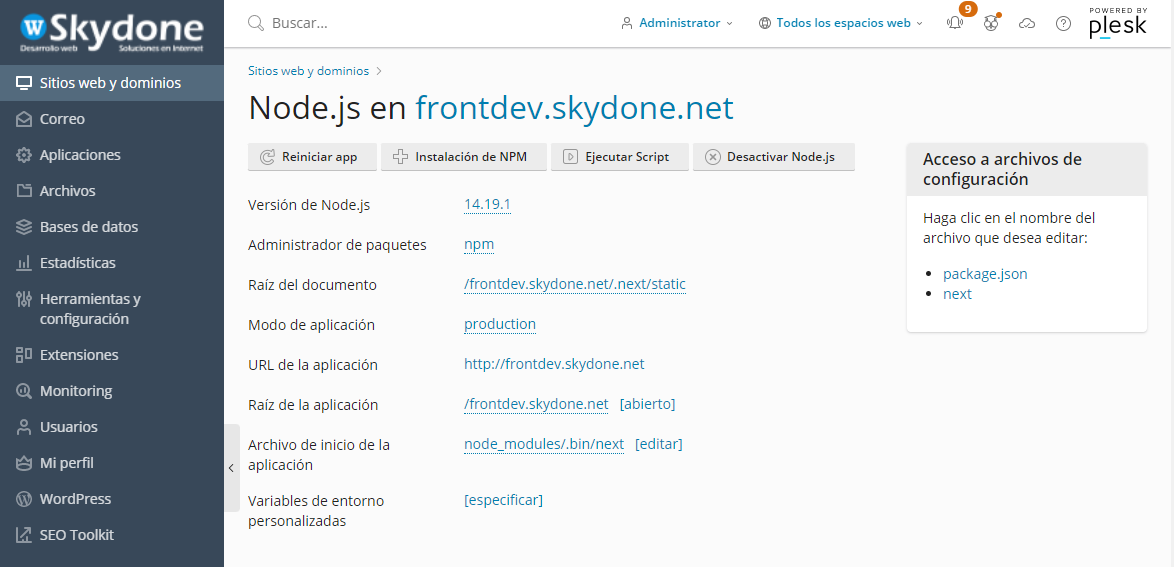 Skydone
Desarrollo web Soluciones en Internet
Buscar...
Administrator
Todos los espacios web
9
POWERED BY
plesk
Sitios web y dominios
Correo
Aplicaciones
Archivos
Bases de datos
Estadísticas
Herramientas y
configuración
Extensiones
Monitoring
Usuarios
Mi perfil
WordPress
SEO Toolkit
Sitios web y dominios >
Node.js en frontdev.skydone.net
Reiniciar app
Instalación de NPM
Ejecutar Script
Desactivar Node.js
Versión de Node.js 14.19.1
Administrador de paquetes npm
Raíz del documento /frontdev.skydone.net/.next/static
Modo de aplicación production
URL de la aplicación http://frontdev.skydone.net
Raíz de la aplicación /frontdev.skydone.net [abierto]
Archivo de inicio de la node_modules/.bin/next [editar]
aplicación
Variables de entorno [especificar]
personalizadas
Acceso a archivos de
configuración
Haga clic en el nombre del
archivo que desea editar:
• package.json
• next